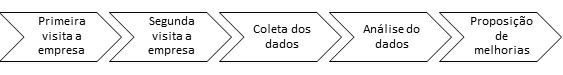 Primeira
visita a
empresa
Segunda
visita a
empresa
Coleta dos
dados
Análise do
dados
Proposição
de
melhorias